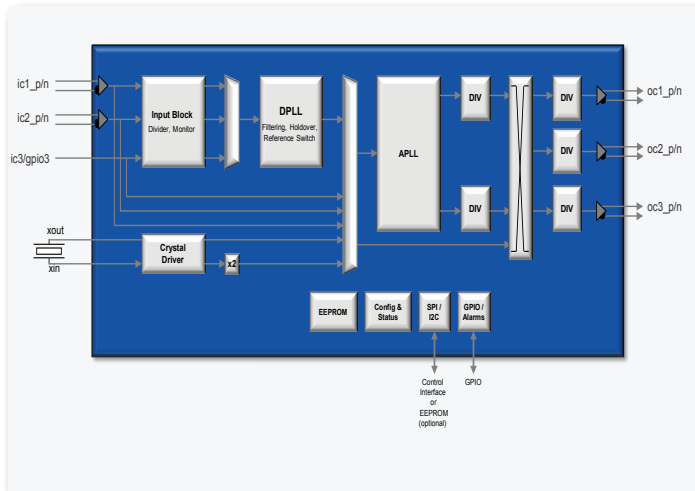 ic1_p/n
ic2_p/n
ic3/gpio3
xout
xin
Input Block
Divider, Monitor
DPLL
Filtering, Holdover,
Reference Switch
APLL
DIV
DIV
DIV
DIV
DIV
oc1_p/n
oc2_p/n
oc3_p/n
Crystal
Driver
x2
EEPROM
Config &
Status
SPI /
I2C
GPIO /
Alarms
Control
Interface
or
EEPROM
(optional)
GPIO